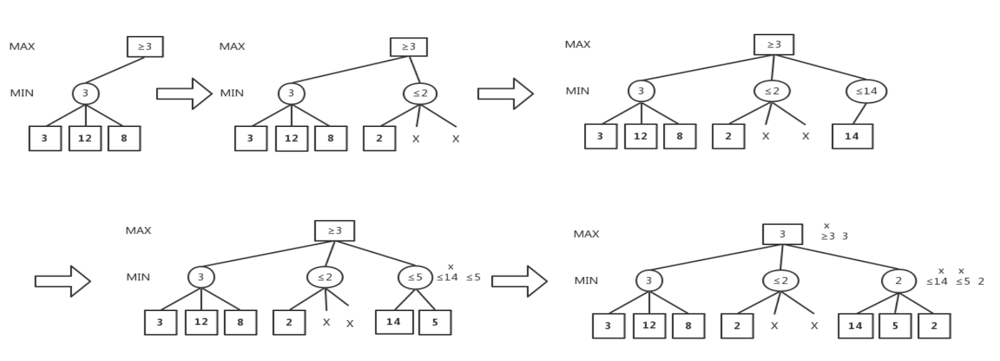 MAX ≥3 MAX ≥3 MAX ≥3
MIN 3 MIN 3 ≤2 MIN 3 ≤2 ≤14
3 12 8 3 12 8 2 X X 3 12 8 2 X X 14
MAX ≥3 MAX 3 x
≥3 3
x x x
MIN 3 ≤2 ≤5 ≤14 ≤5 MIN 3 ≤2 2 ≤14 ≤5 2
3 12 8 2 X X 14 5 3 12 8 2 X X 14 5 2